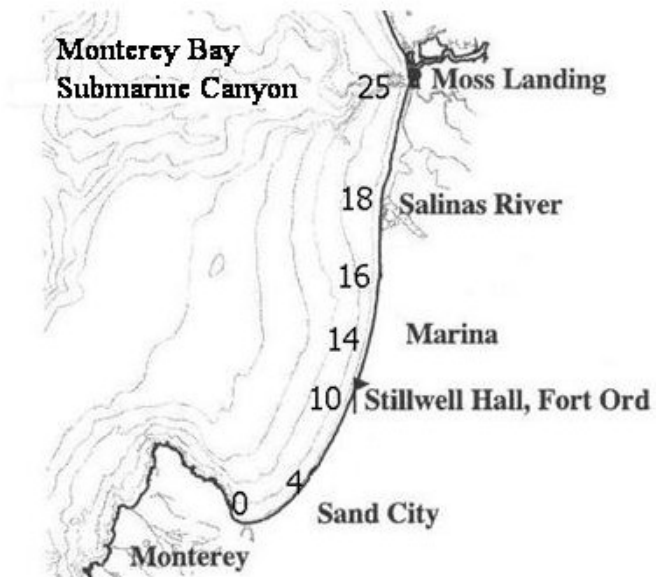 Monterey Bay
Submarine Canyon
25 Moss Landing
18 Salinas River
16
14 Marina
10 Stillwell Hall, Fort Ord
4
0 Sand City
Monterey